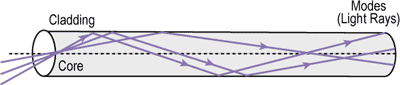 Cladding
Modes
(Light Rays)
Core